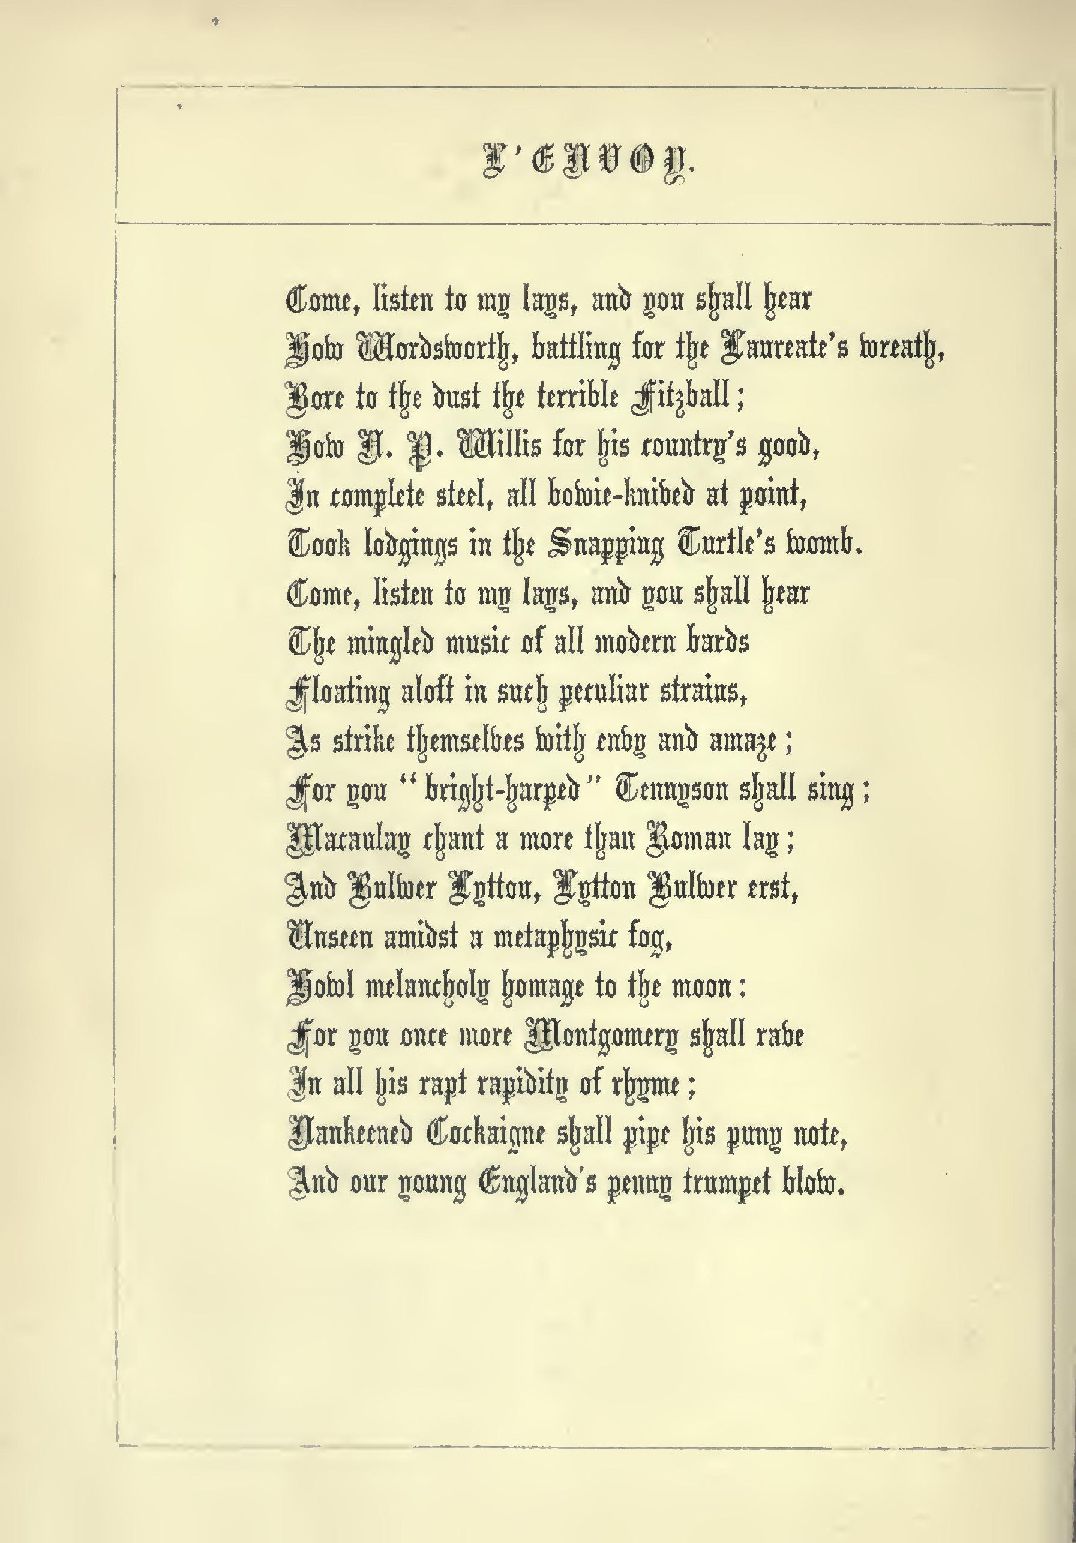 L'ENVOY.
Come, listen to my lays, and you shall hear
How Wordsworth, battling for the Laureate's wreath,
Bore to the dust the terrible Fitzball;
How N. P. Willis for his country's good,
In complete steel, all bowie-knived at point,
Took lodgings in the Snapping Turtle's womb.
Come, listen to my lays, and you shall hear
The mingled music of all modern bards
Floating aloft in such peculiar strains,
As strike themselves with envy and amaze;
For you “bright-harped” Tennyson shall sing;
Macaulay chant a more than Roman lay;
And Bulwer Lytton, Lytton Bulwer erst,
Unseen amidst a metaphysic fog,
Howl melancholy homage to the moon:
For you once more Montgomery shall rave
In all his rapt rapidity of rhyme;
Nankeened Cockaigne shall pipe his puny note,
And our young England's penny trumpet blow.